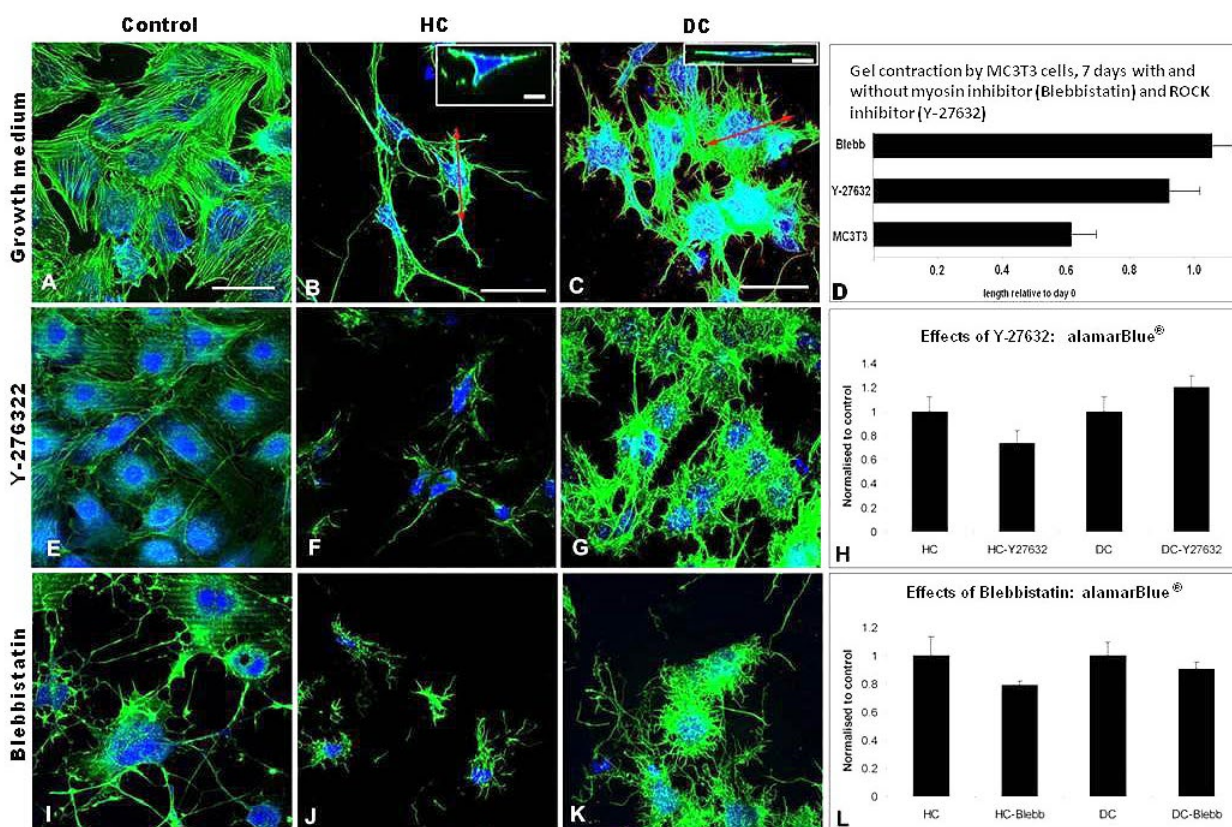 Control HC DC
Growth medium
A
B
C
Gel contraction by MC3T3 cells, 7 days with and
without myosin inhibitor (Blebbistatin) and ROCK
inhibitor (Y-27632)
Blebb
Y-27632
MC3T3
0.2 0.4 0.6 0.8 1.0
D
length relative to day 0
Y-276322
E
F
G
Effects of Y-27632: alamarBlue®
Normalised to control
1.4
1.2
1
0.8
0.6
0.4
0.2
0
H
HC HC-Y27632 DC DC-Y27632
Blebbistatin
I
J
K
Effects of Blebbistatin: alamarBlue®
Normalised to control
1.2
1
0.8
0.6
0.4
0.2
0
L
HC HC-Blebb DC DC-Blebb